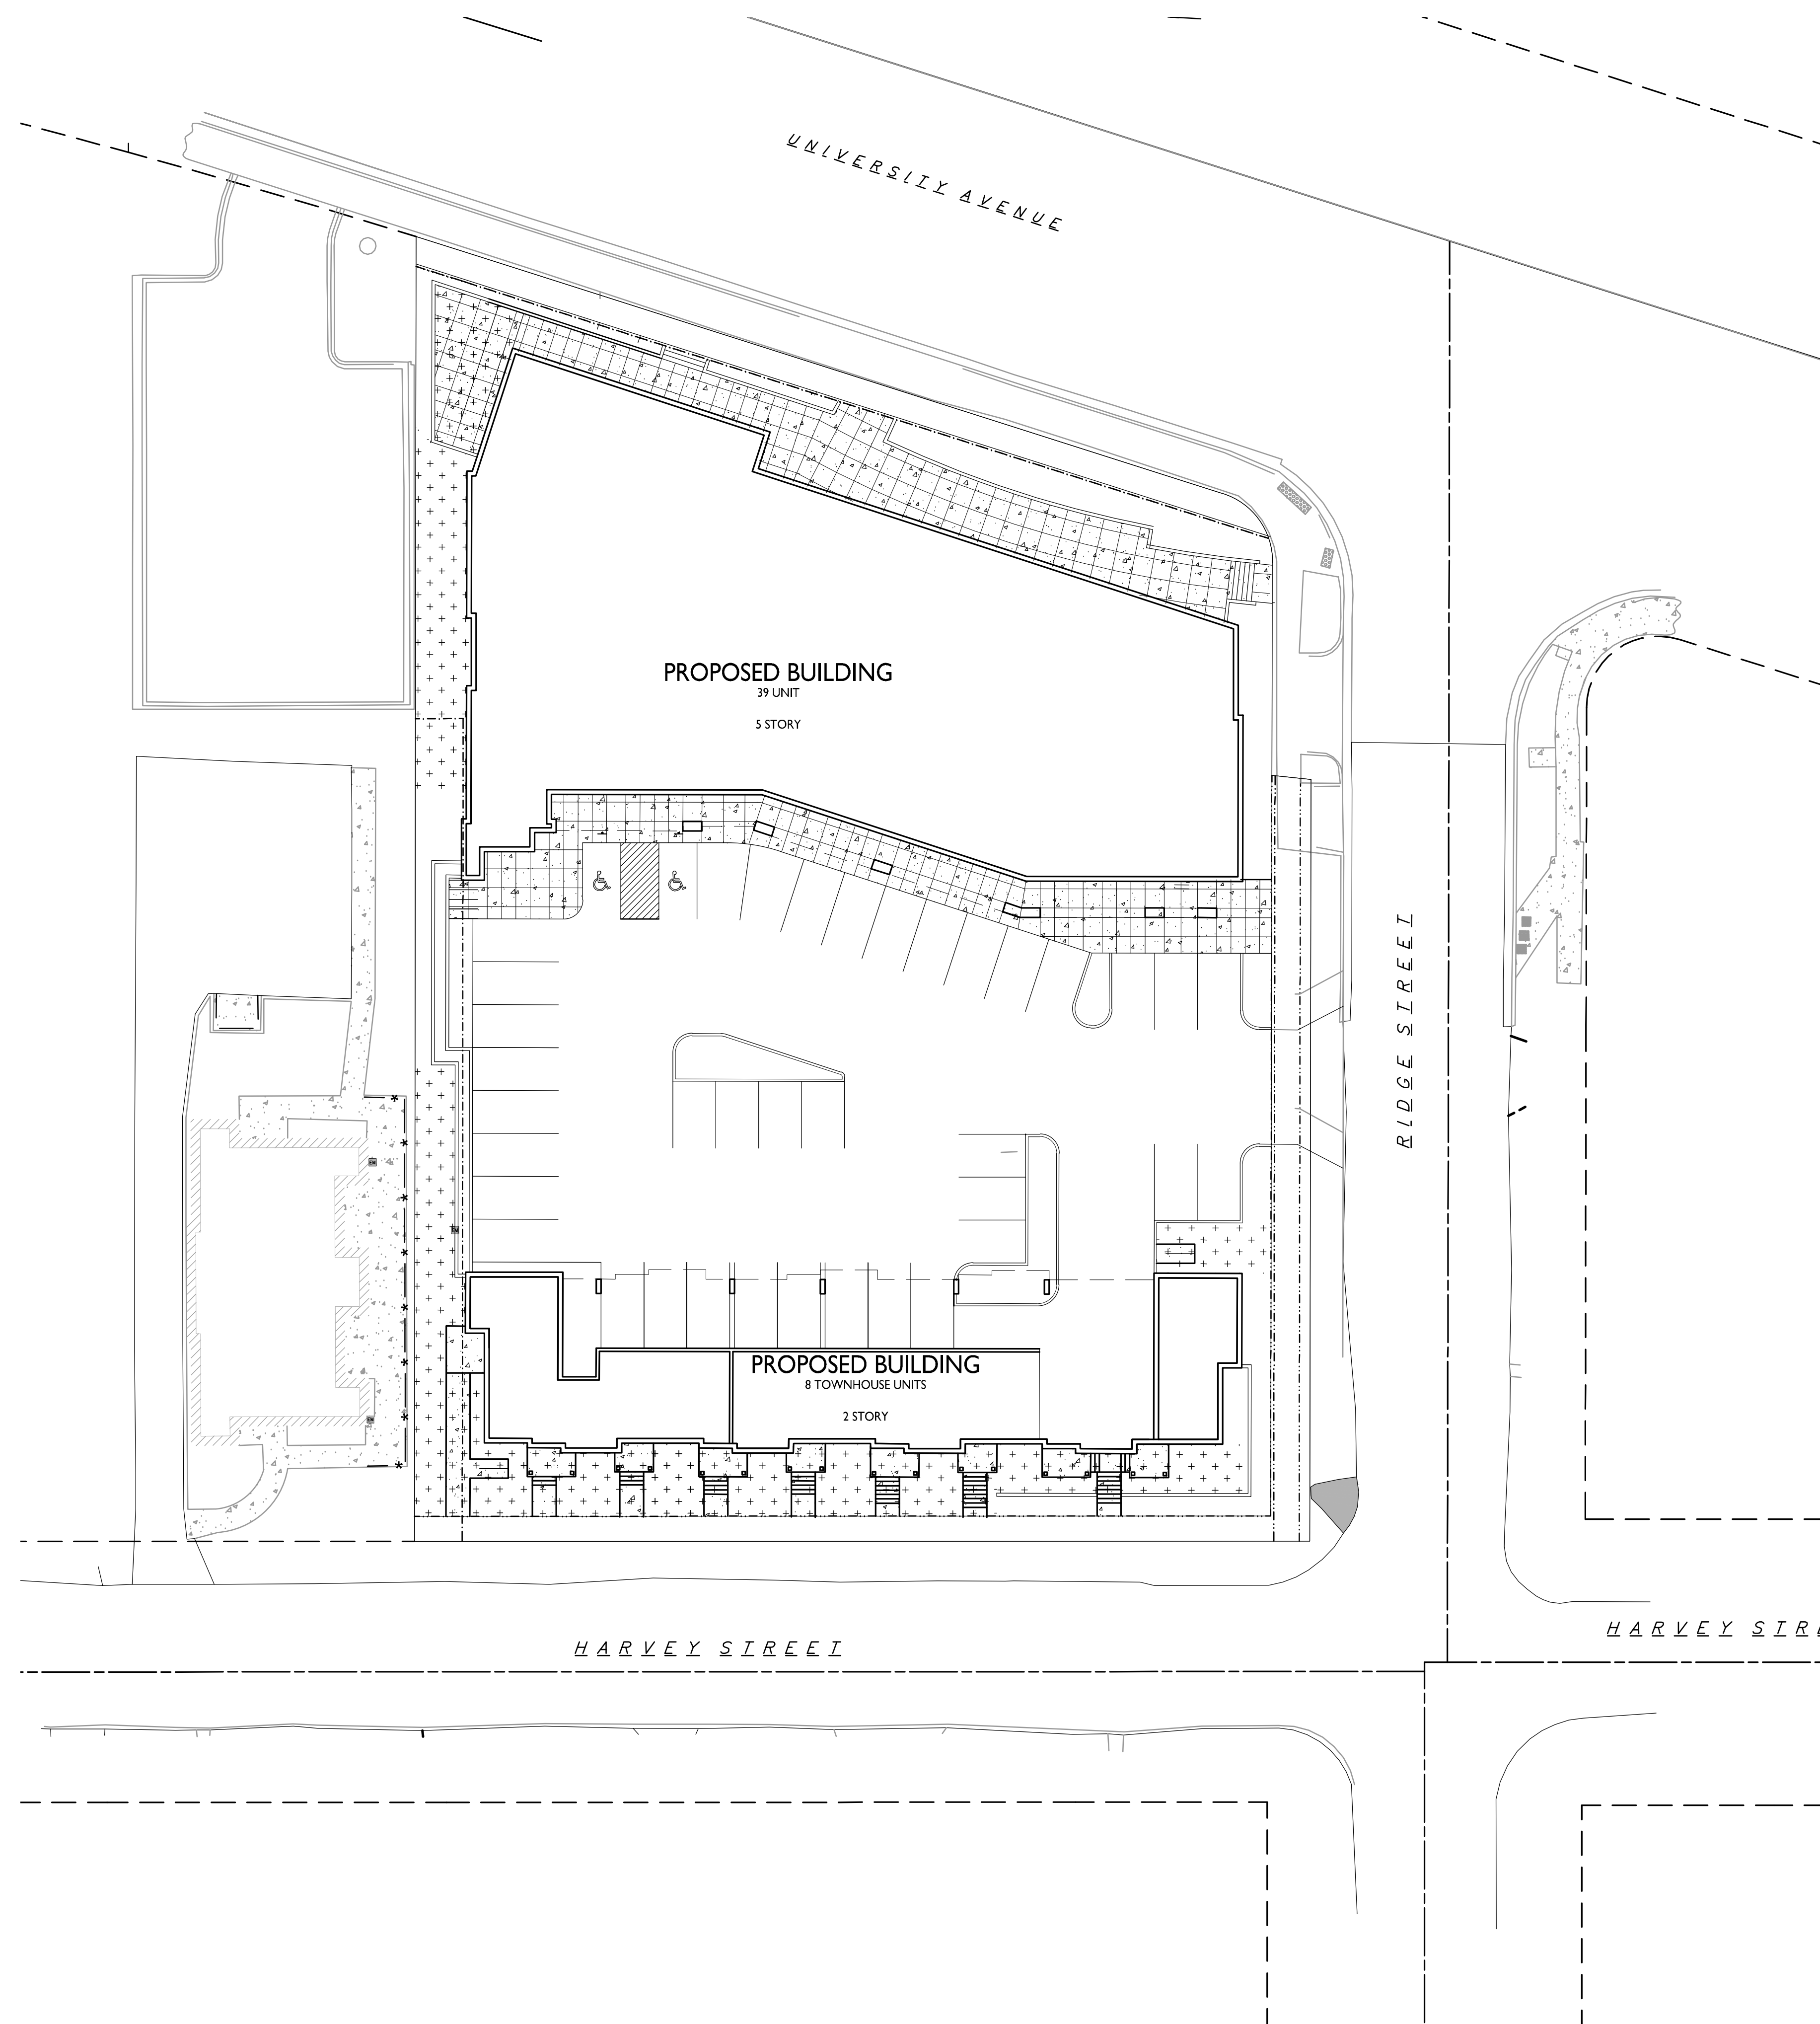 UNIVERSITY AVENUE
PROPOSED BUILDING
39 UNIT
5 STORY
RIDGE STREET
PROPOSED BUILDING
8 TOWNHOUSE UNITS
2 STORY
HARVEY STREET
HARVEY STRE